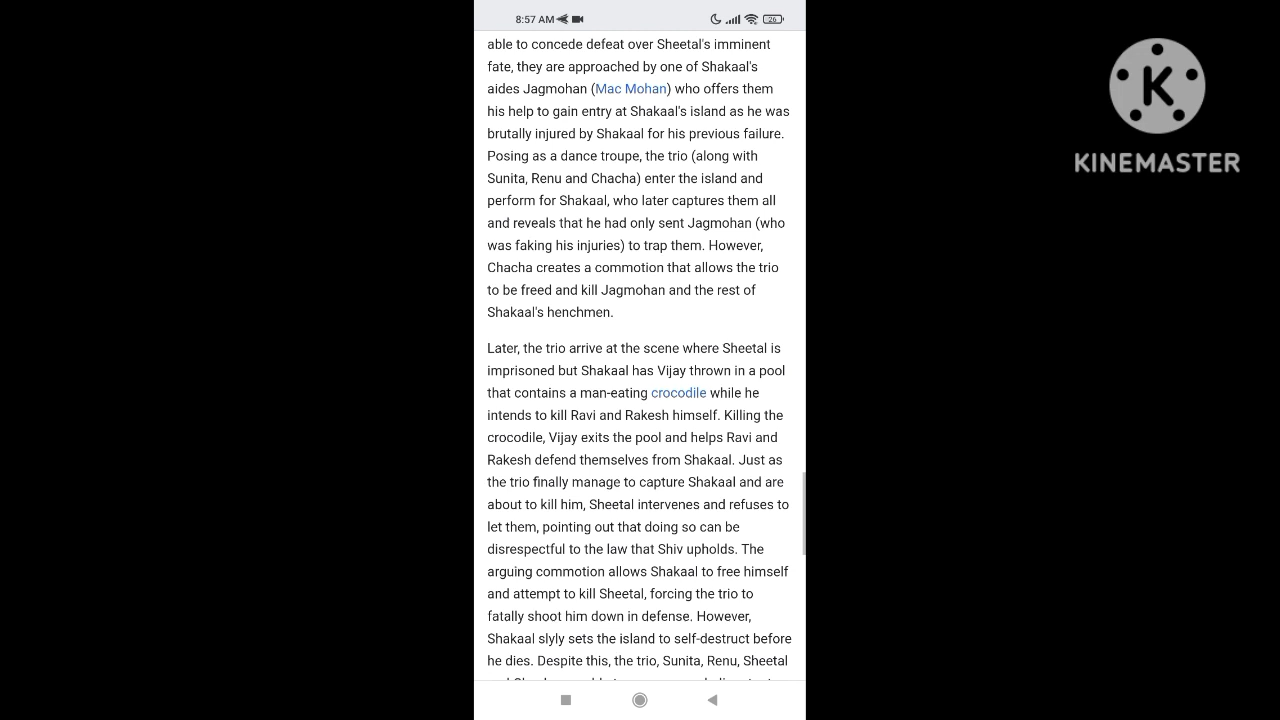 8:57 AM
26
able to concede defeat over Sheetal's imminent
fate, they are approached by one of Shakaal's
aides Jagmohan (Mac Mohan) who offers them
his help to gain entry at Shakaal's island as he was
brutally injured by Shakaal for his previous failure.
Posing as a dance troupe, the trio (along with
Sunita, Renu and Chacha) enter the island and
perform for Shakaal, who later captures them all
and reveals that he had only sent Jagmohan (who
was faking his injuries) to trap them. However,
Chacha creates a commotion that allows the trio
to be freed and kill Jagmohan and the rest of
Shakaal's henchmen.
Later, the trio arrive at the scene where Sheetal is
imprisoned but Shakaal has Vijay thrown in a pool
that contains a man-eating crocodile while he
intends to kill Ravi and Rakesh himself. Killing the
crocodile, Vijay exits the pool and helps Ravi and
Rakesh defend themselves from Shakaal. Just as
the trio finally manage to capture Shakaal and are
about to kill him, Sheetal intervenes and refuses to
let them, pointing out that doing so can be
disrespectful to the law that Shiv upholds. The
arguing commotion allows Shakaal to free himself
and attempt to kill Sheetal, forcing the trio to
fatally shoot him down in defense. However,
Shakaal slyly sets the island to self-destruct before
he dies. Despite this, the trio, Sunita, Renu, Sheetal
K
KINEMASTER